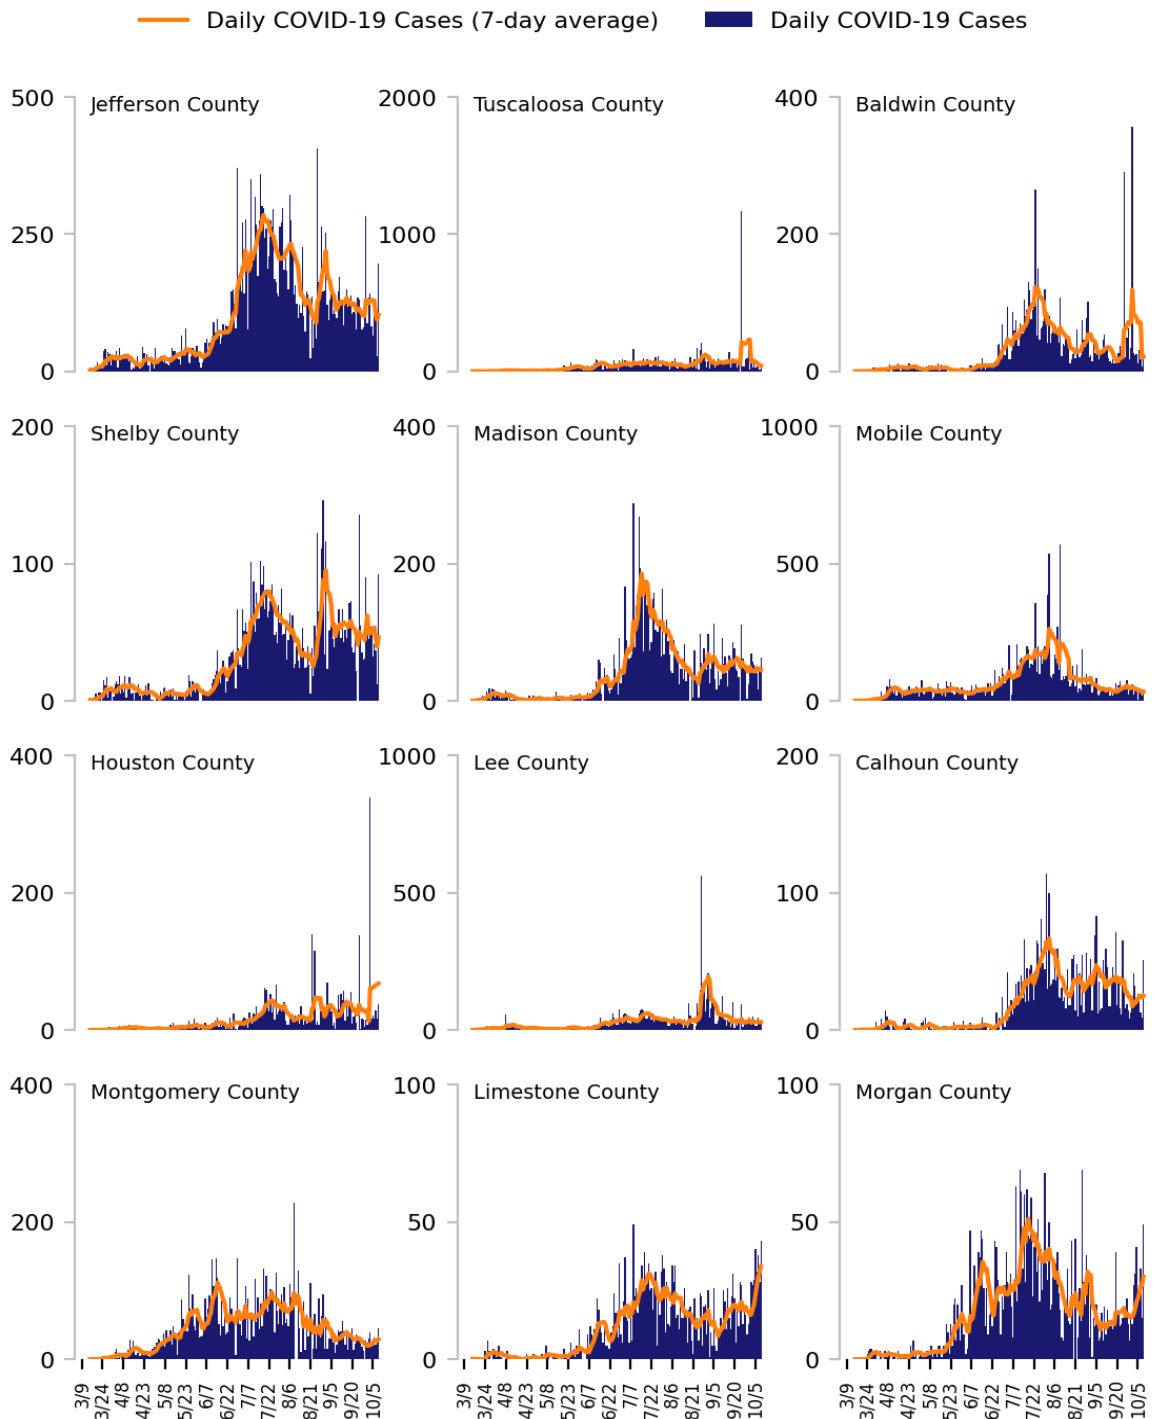 Daily COVID-19 Cases (7-day average) Daily COVID-19 Cases
500 Jefferson County 2000 Tuscaloosa County 400 Baldwin County
250 1000 200
0 0 0
200 Shelby County 400 Madison County 1000 Mobile County
100 200 500
0 0 0
400 Houston County 1000 Lee County 200 Calhoun County
200 500 100
0 0 0
400 Montgomery County 100 Limestone County 100 Morgan County
200 50 50
0 0 0
3/9 3/24 4/8 4/23 5/8 5/23 6/7 6/22 7/7 7/22 8/6 8/21 9/5 9/20 10/5 3/9 3/24 4/8 4/23 5/8 5/23 6/7 6/22 7/7 7/22 8/6 8/21 9/5 9/20 10/5 3/9 3/24 4/8 4/23 5/8 5/23 6/7 6/22 7/7 7/22 8/6 8/21 9/5 9/20 10/5